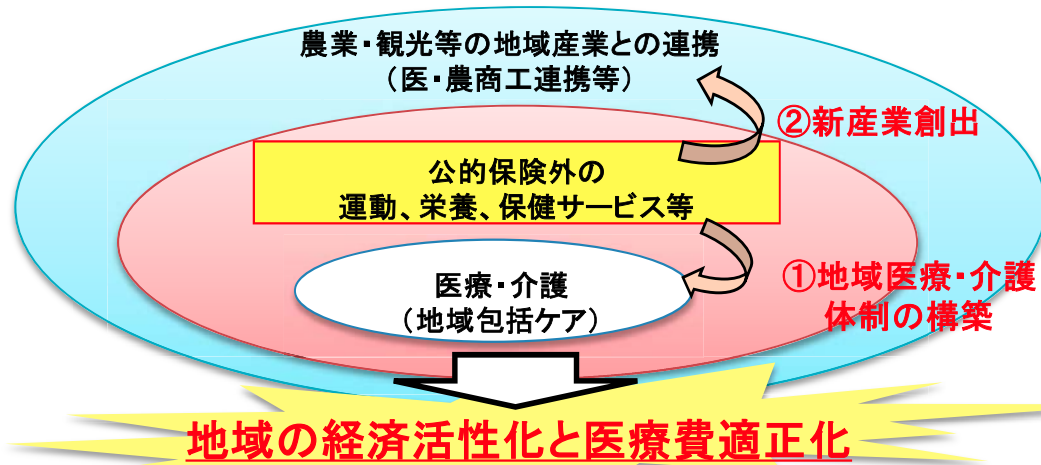 農業・観光等の地域産業との連携
（医・農商工連携等）
②新産業創出
公的保険外の
運動、栄養、保健サービス等
医療・介護
（地域包括ケア）
①地域医療・介護
体制の構築
地域の経済活性化と医療費適正化